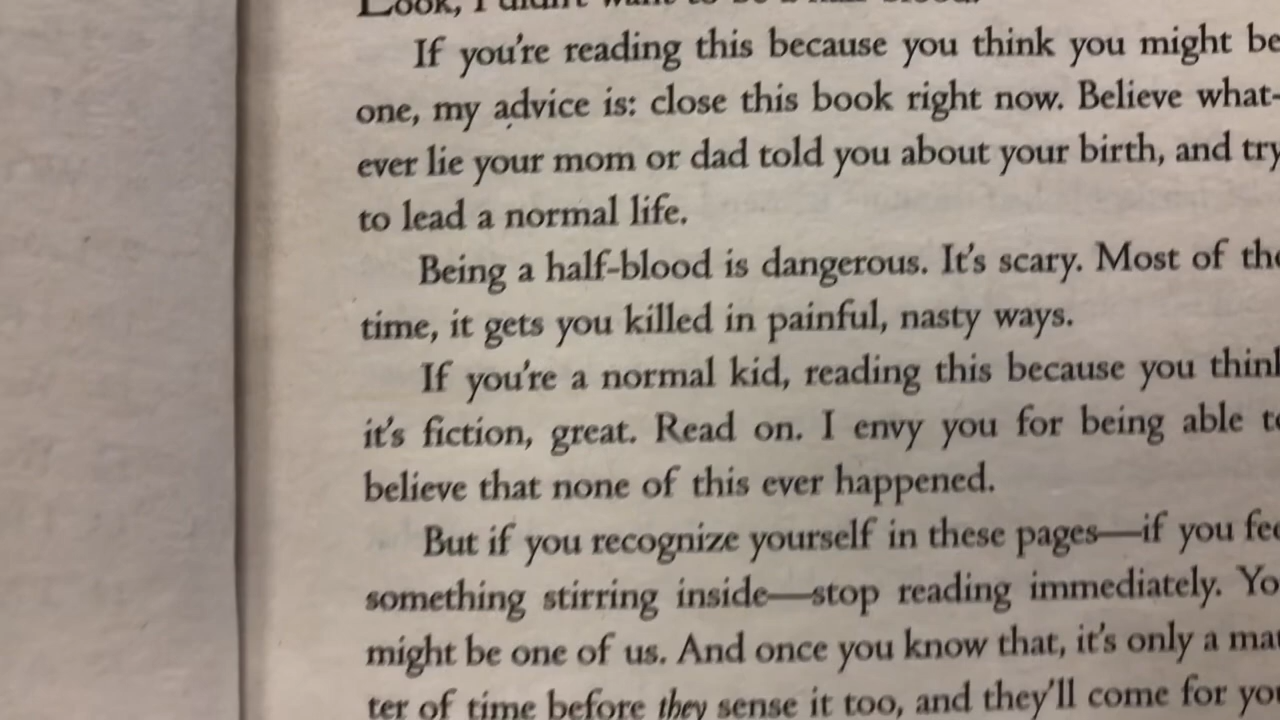 Look, I didn't want to be a half-blood.
If you're reading this because you think you might be
one, my advice is: close this book right now. Believe what-
ever lie your mom or dad told you about your birth, and try
to lead a normal life.
Being a half-blood is dangerous. It's scary. Most of the
time, it gets you killed in painful, nasty ways.
If you're a normal kid, reading this because you think
it's fiction, great. Read on. I envy you for being able to
believe that none of this ever happened.
But if you recognize yourself in these pages—if you fee
something stirring inside—stop reading immediately. Yo
might be one of us. And once you know that, it's only a mat
ter of time before they sense it too, and they'll come for you